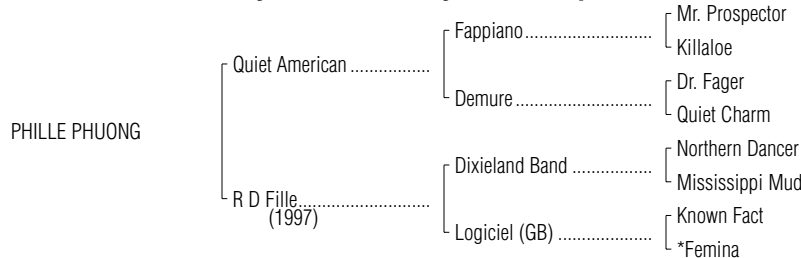 Mr. Prospector
Fappiano
Killaloe
Quiet American
Dr. Fager
Demure
Quiet Charm
PHILLE PHUONG
Northern Dancer
Dixieland Band
Mississippi Mud
R D Fille
(1997)
Known Fact
Logiciel (GB)
*Femina